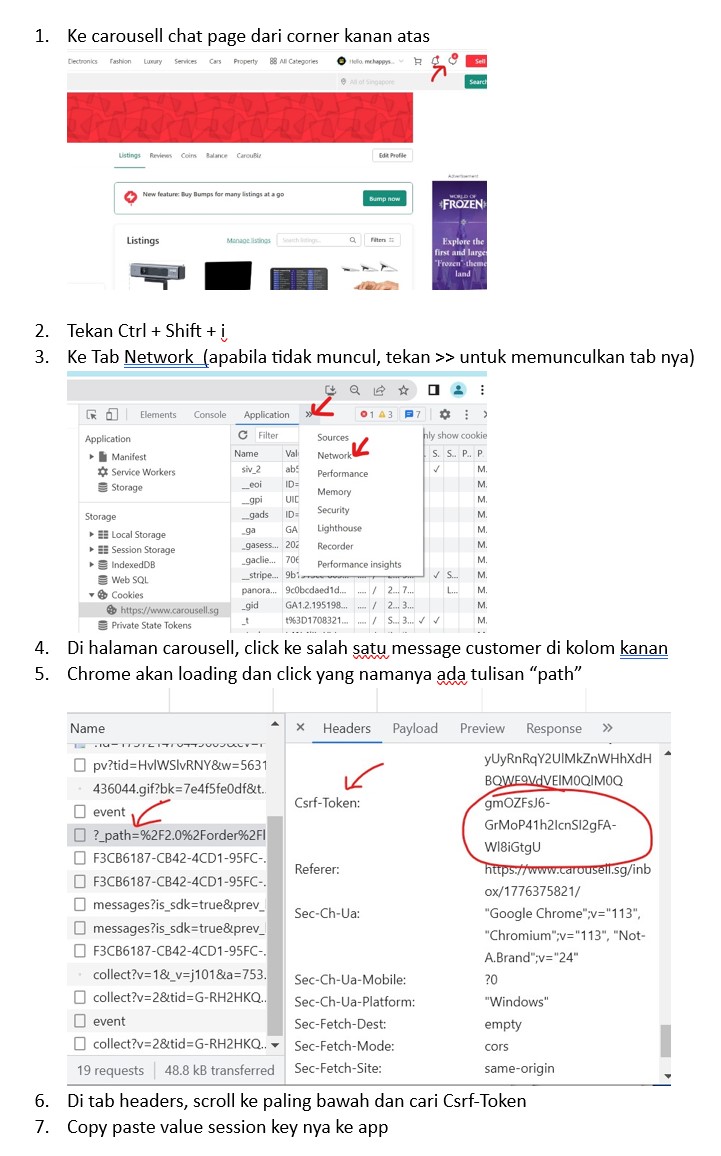 1. Ke carousell chat page dari corner kanan atas
Electronics Fashion Luxury Services Cars Property All Categories Hello, mr.happys... Sell
All of Singapore Search
Listings Reviews Coins Balance CarouBiz Edit Profile
Advertisement
New feature: Buy Bumps for many listings at a go Bump now
WORLD OF
FROZEN
Listings Manage listings Search listings... Filters
Explore the
first and large
"Frozen"-theme
land
2. Tekan Ctrl + Shift + i
3. Ke Tab Network (apabila tidak muncul, tekan >> untuk memunculkan tab nya)
Elements Console Application >> 1 3 7
Application Filter nly show cookie
Manifest
Service Workers
Storage
Storage
Local Storage
Session Storage
IndexedDB
Web SQL
Cookies
https://www.carousell.sg
Private State Tokens
Name Val S. S.. P.. P
siv_2 ab5 ✓ M.
__eoi ID= M.
__gpi UID M.
__gads ID= M.
_ga GA M.
_gasess... 202 M.
_gaclie... 706 M.
__stripe... ✓ S... M.
panora... 9c0bcdaed1d... .... / 2... 7... L... M.
_gid GA1.2.195198... .... / 2... 3... M.
_t t%3D1708321... .... / S... 3... ✓ ✓ M.
Sources
Network
Performance
Memory
Security
Lighthouse
Recorder
Performance insights
4. Di halaman carousell, click ke salah satu message customer di kolom kanan
5. Chrome akan loading dan click yang namanya ada tulisan “path”
Name
pv?tid=HvlWSlvRNY&w=5631
436044.gif?bk=7e4f5fe0df&t.
event
?_path=%2F2.0%2Forder%2Fl
F3CB6187-CB42-4CD1-95FC-.
F3CB6187-CB42-4CD1-95FC-.
messages?is_sdk=true&prev_
messages?is_sdk=true&prev_
F3CB6187-CB42-4CD1-95FC-.
collect?v=1&_v=j101&a=753.
collect?v=2&tid=G-RH2HKQ..
event
collect?v=2&tid=G-RH2HKQ..
19 requests 48.8 kB transferred
× Headers Payload Preview Response >>
yUyRnRqY2UlMkZnWHhXdH
BQWE9VdVElM0QlM0Q
Csrf-Token: gmOZFsJ6-
GrMoP41h2IcnSl2gFA-
Wl8iGtgU
Referer: https://www.carousell.sg/inb
ox/1776375821/
Sec-Ch-Ua: "Google Chrome";v="113",
"Chromium";v="113", "Not-
A.Brand";v="24"
Sec-Ch-Ua-Mobile: ?0
Sec-Ch-Ua-Platform: "Windows"
Sec-Fetch-Dest: empty
Sec-Fetch-Mode: cors
Sec-Fetch-Site: same-origin
6. Di tab headers, scroll ke paling bawah dan cari Csrf-Token
7. Copy paste value session key nya ke app